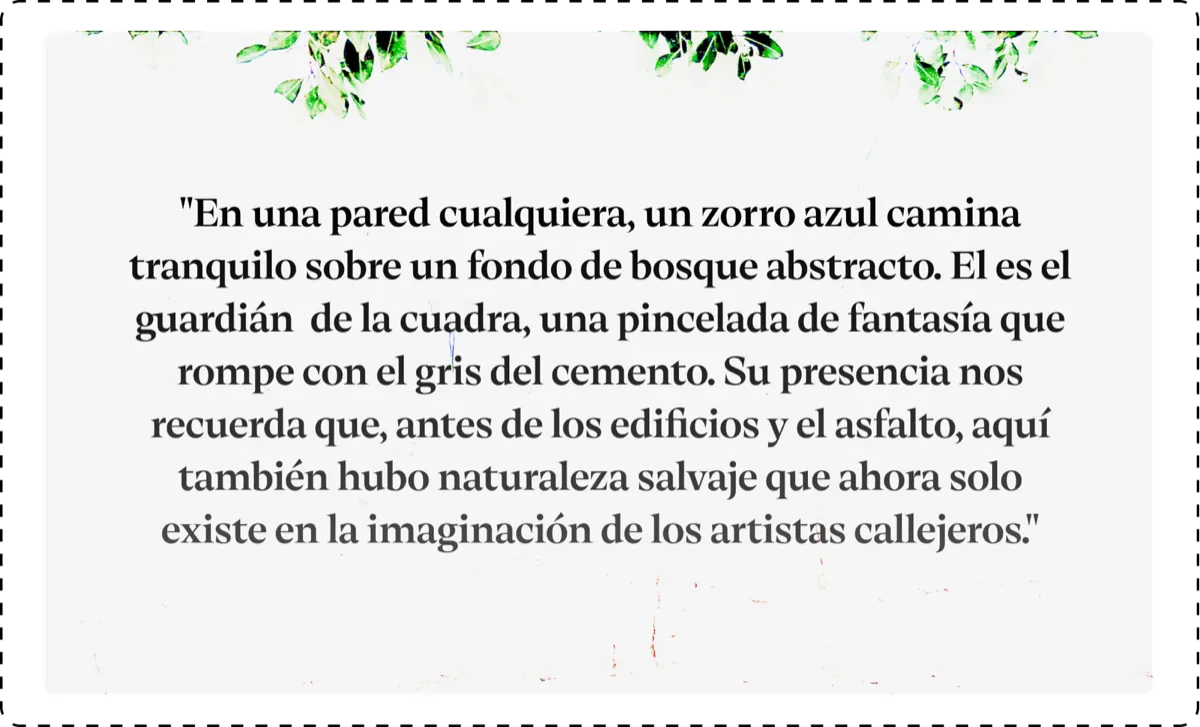 "En una pared cualquiera, un zorro azul camina
tranquilo sobre un fondo de bosque abstracto. El es el
guardián  de la cuadra, una pincelada de fantasía que
rompe con el gris del cemento. Su presencia nos
recuerda que, antes de los edificios y el asfalto, aquí
también hubo naturaleza salvaje que ahora solo
existe en la imaginación de los artistas callejeros."